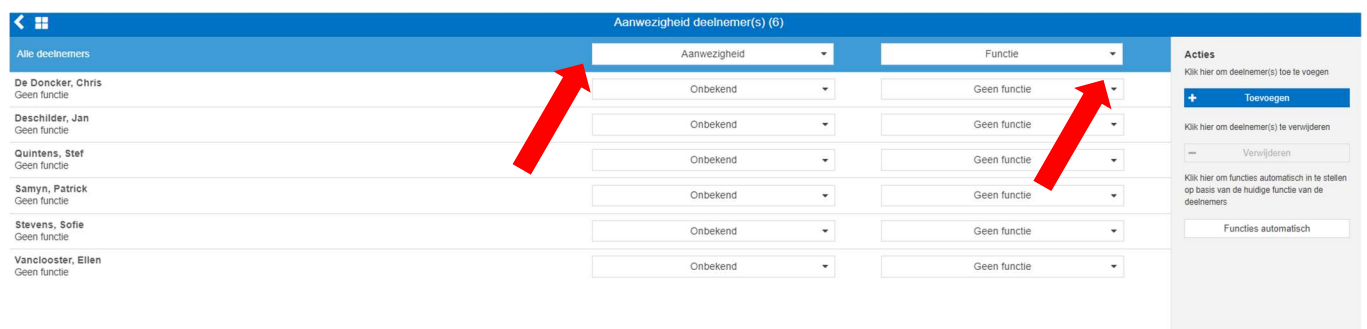 Aanwezigheid deelnemer(s) (6)
Alle deelnemers
Aanwezigheid
Functie
De Doncker, Chris
Geen functie
Onbekend
Geen functie
Deschilder, Jan
Geen functie
Onbekend
Geen functie
Quintens, Stef
Geen functie
Onbekend
Geen functie
Samyn, Patrick
Geen functie
Onbekend
Geen functie
Stevens, Sofie
Geen functie
Onbekend
Geen functie
Vanclooster, Ellen
Geen functie
Onbekend
Geen functie
Acties
Klik hier om deelnemer(s) toe te voegen
+ Toevoegen
Klik hier om deelnemer(s) te verwijderen
− Verwijderen
Klik hier om functies automatisch in te stellen
op basis van de huidige functie van de
deelnemers
Functies automatisch